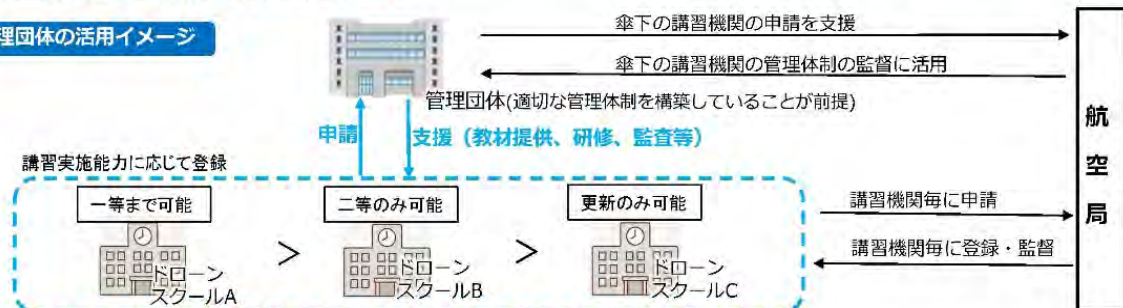 理団体の活用イメージ
傘下の講習機関の申請を支援
傘下の講習機関の管理体制の監督に活用
管理団体(適切な管理体制を構築していることが前提)
申請
支援（教材提供、研修、監査等）
航空局
講習実施能力に応じて登録
一等まで可能
二等のみ可能
更新のみ可能
＞
＞
ドローン
スクールA
ドローン
スクールB
ドローン
スクールC
講習機関毎に申請
講習機関毎に登録・監督